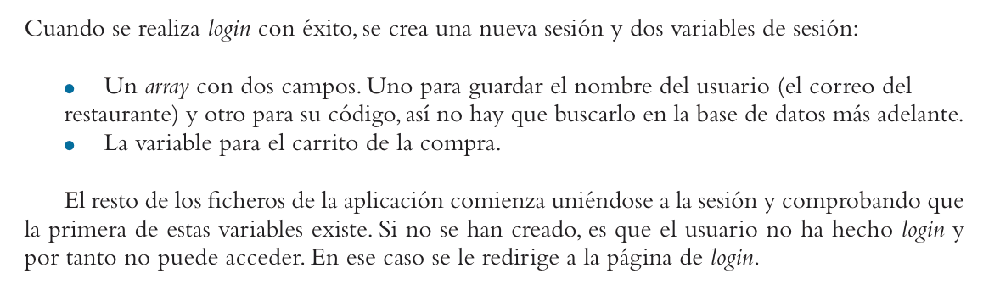 Cuando se realiza login con éxito, se crea una nueva sesión y dos variables de sesión:
● Un array con dos campos. Uno para guardar el nombre del usuario (el correo del
restaurante) y otro para su código, así no hay que buscarlo en la base de datos más adelante.
● La variable para el carrito de la compra.
El resto de los ficheros de la aplicación comienza uniéndose a la sesión y comprobando que
la primera de estas variables existe. Si no se han creado, es que el usuario no ha hecho login y
por tanto no puede acceder. En ese caso se le redirige a la página de login.